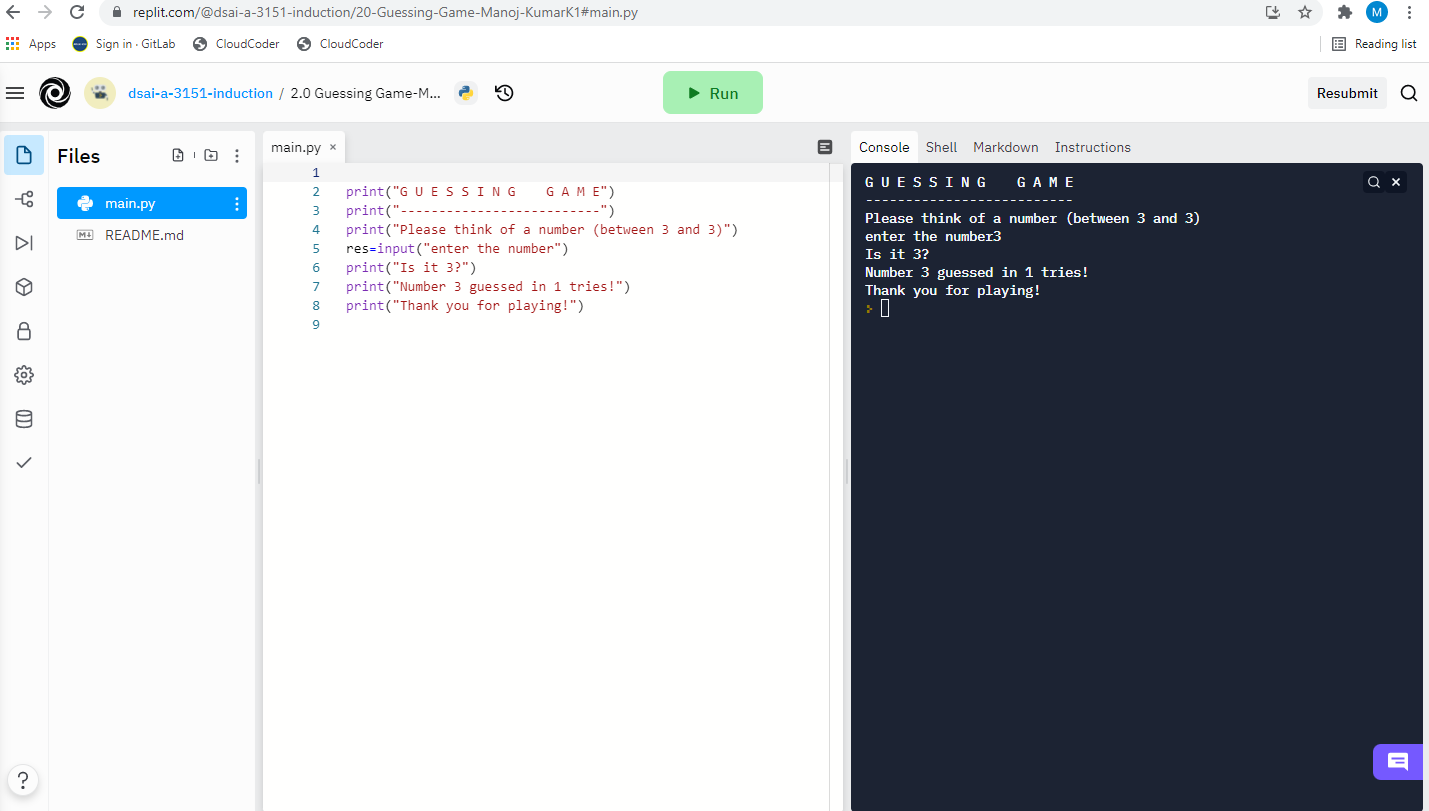 replit.com/@dsai-a-3151-induction/20-Guessing-Game-Manoj-KumarK1#main.py
M
Apps
Sign in · GitLab
CloudCoder
CloudCoder
Reading list
dsai-a-3151-induction / 2.0 Guessing Game-M...
Run
Resubmit
Files
main.py
README.md
main.py ×
1
2 print("G U E S S I N G    G A M E")
3 print("--------------------------")
4 print("Please think of a number (between 3 and 3)")
5 res=input("enter the number")
6 print("Is it 3?")
7 print("Number 3 guessed in 1 tries!")
8 print("Thank you for playing!")
9
Console Shell Markdown Instructions
G U E S S I N G    G A M E
--------------------------
Please think of a number (between 3 and 3)
enter the number3
Is it 3?
Number 3 guessed in 1 tries!
Thank you for playing!
?